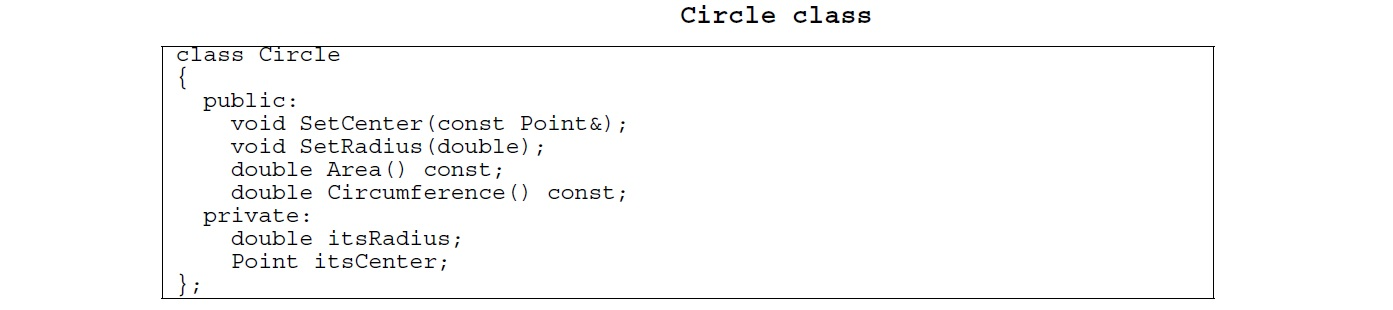 Circle class
class Circle
{
public:
void SetCenter(const Point&);
void SetRadius(double);
double Area() const;
double Circumference() const;
private:
double itsRadius;
Point itsCenter;
};